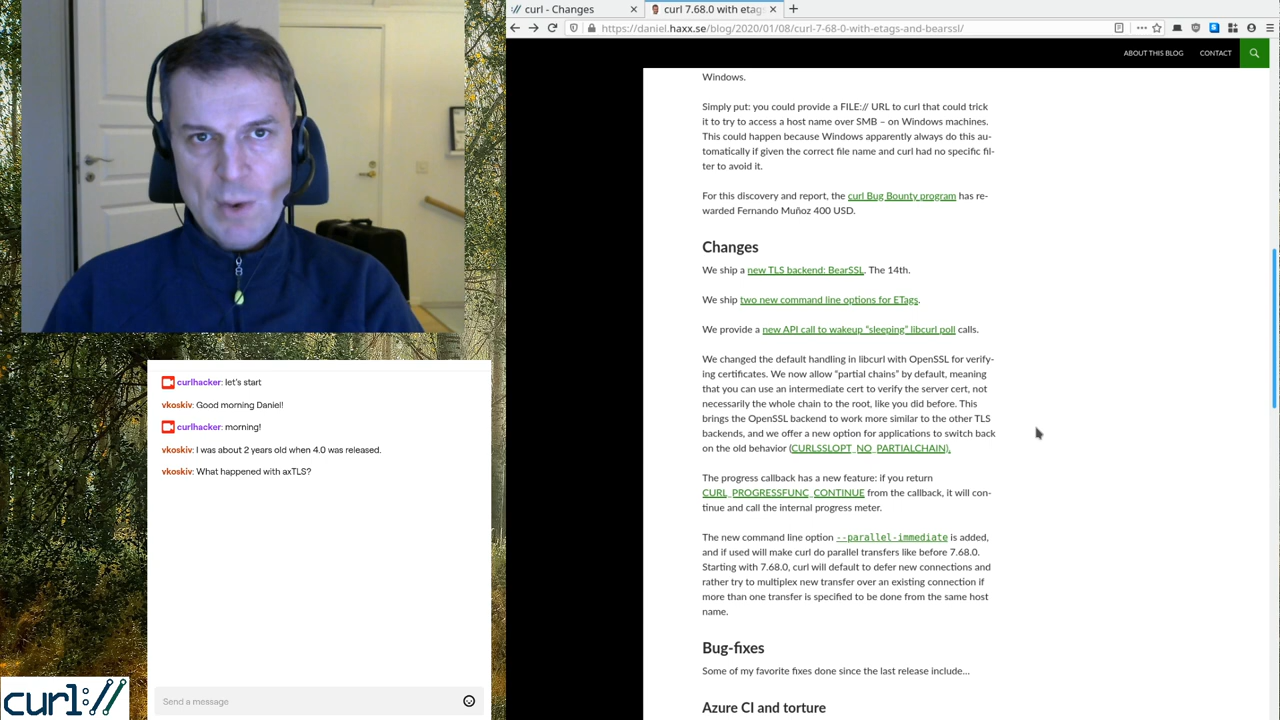 curl - Changes
curl 7.68.0 with etags
https://daniel.haxx.se/blog/2020/01/08/curl-7-68-0-with-etags-and-bearssl/
ABOUT THIS BLOG CONTACT
Windows.
Simply put: you could provide a FILE:// URL to curl that could trick
it to try to access a host name over SMB – on Windows machines.
This could happen because Windows apparently always do this au-
tomatically if given the correct file name and curl had no specific fil-
ter to avoid it.
For this discovery and report, the curl Bug Bounty program has re-
warded Fernando Muñoz 400 USD.
Changes
We ship a new TLS backend: BearSSL. The 14th.
We ship two new command line options for ETags.
We provide a new API call to wakeup “sleeping” libcurl poll calls.
We changed the default handling in libcurl with OpenSSL for verify-
ing certificates. We now allow “partial chains” by default, meaning
that you can use an intermediate cert to verify the server cert, not
necessarily the whole chain to the root, like you did before. This
brings the OpenSSL backend to work more similar to the other TLS
backends, and we offer a new option for applications to switch back
on the old behavior (CURLSSLOPT_NO_PARTIALCHAIN).
The progress callback has a new feature: if you return
CURL_PROGRESSFUNC_CONTINUE from the callback, it will con-
tinue and call the internal progress meter.
The new command line option --parallel-immediate is added,
and if used will make curl do parallel transfers like before 7.68.0.
Starting with 7.68.0, curl will default to defer new connections and
rather try to multiplex new transfer over an existing connection if
more than one transfer is specified to be done from the same host
name.
Bug-fixes
Some of my favorite fixes done since the last release include…
Azure CI and torture
curlhacker: let's start
vkoskiv: Good morning Daniel!
curlhacker: morning!
vkoskiv: I was about 2 years old when 4.0 was released.
vkoskiv: What happened with axTLS?
Send a message
curl://